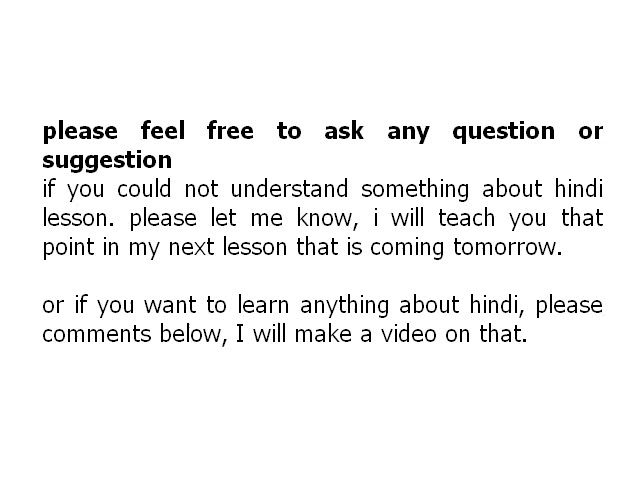 please feel free to ask any question or
suggestion
if you could not understand something about hindi
lesson. please let me know, i will teach you that
point in my next lesson that is coming tomorrow.
or if you want to learn anything about hindi, please
comments below, I will make a video on that.